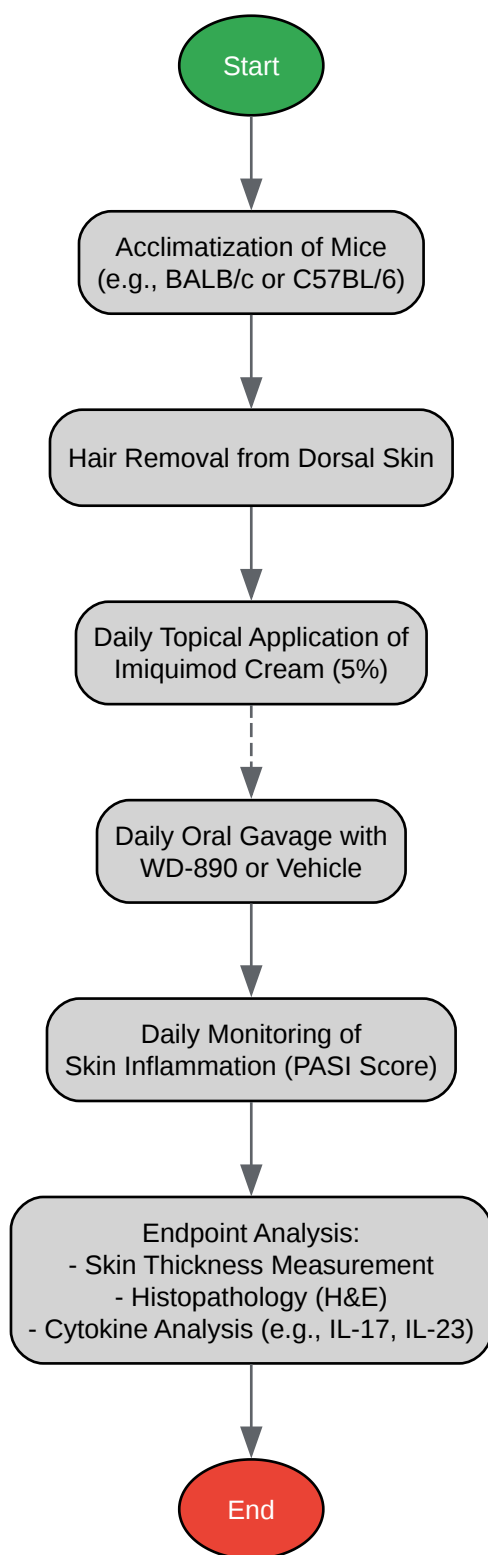 Start
Acclimatization of Mice
(e.g., BALB/c or C57BL/6)
Hair Removal from Dorsal Skin
Daily Topical Application of
Imiquimod Cream (5%)
Daily Oral Gavage with
WD-890 or Vehicle
Daily Monitoring of
Skin Inflammation (PASI Score)
Endpoint Analysis:
- Skin Thickness Measurement
- Histopathology (H&E)
- Cytokine Analysis (e.g., IL-17, IL-23)
End